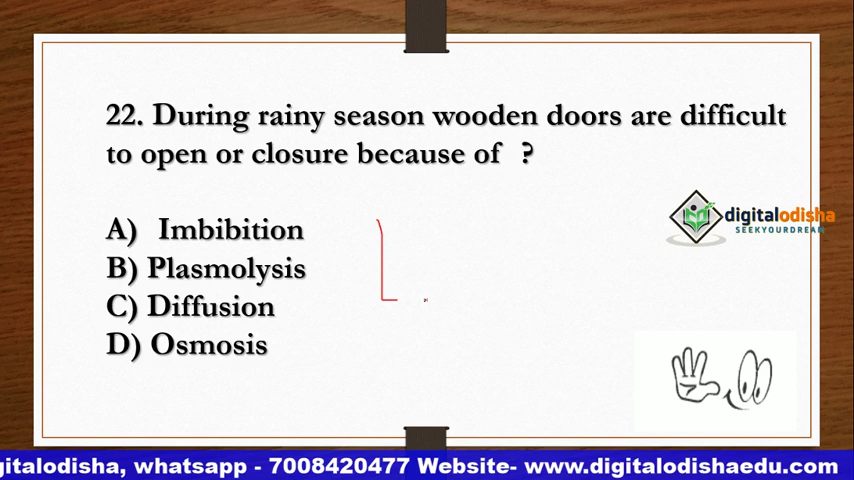 22. During rainy season wooden doors are difficult
to open or closure because of ?
A) Imbibition
B) Plasmolysis
C) Diffusion
D) Osmosis
digitalodisha
SEEKYOURDREAM
gitalodisha, whatsapp - 7008420477 Website- www.digitalodishaedu.com